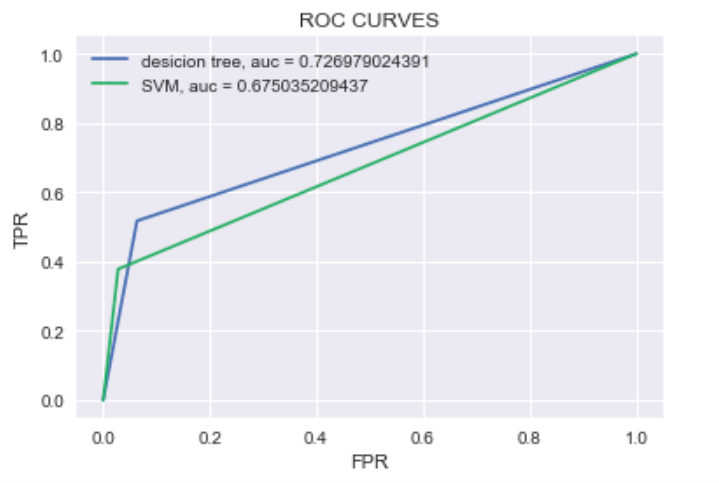 ROC CURVES
desicion tree, auc = 0.726979024391
SVM, auc = 0.675035209437
1.0
0.8
0.6
0.4
0.2
0.0
TPR
0.0 0.2 0.4 0.6 0.8 1.0
FPR